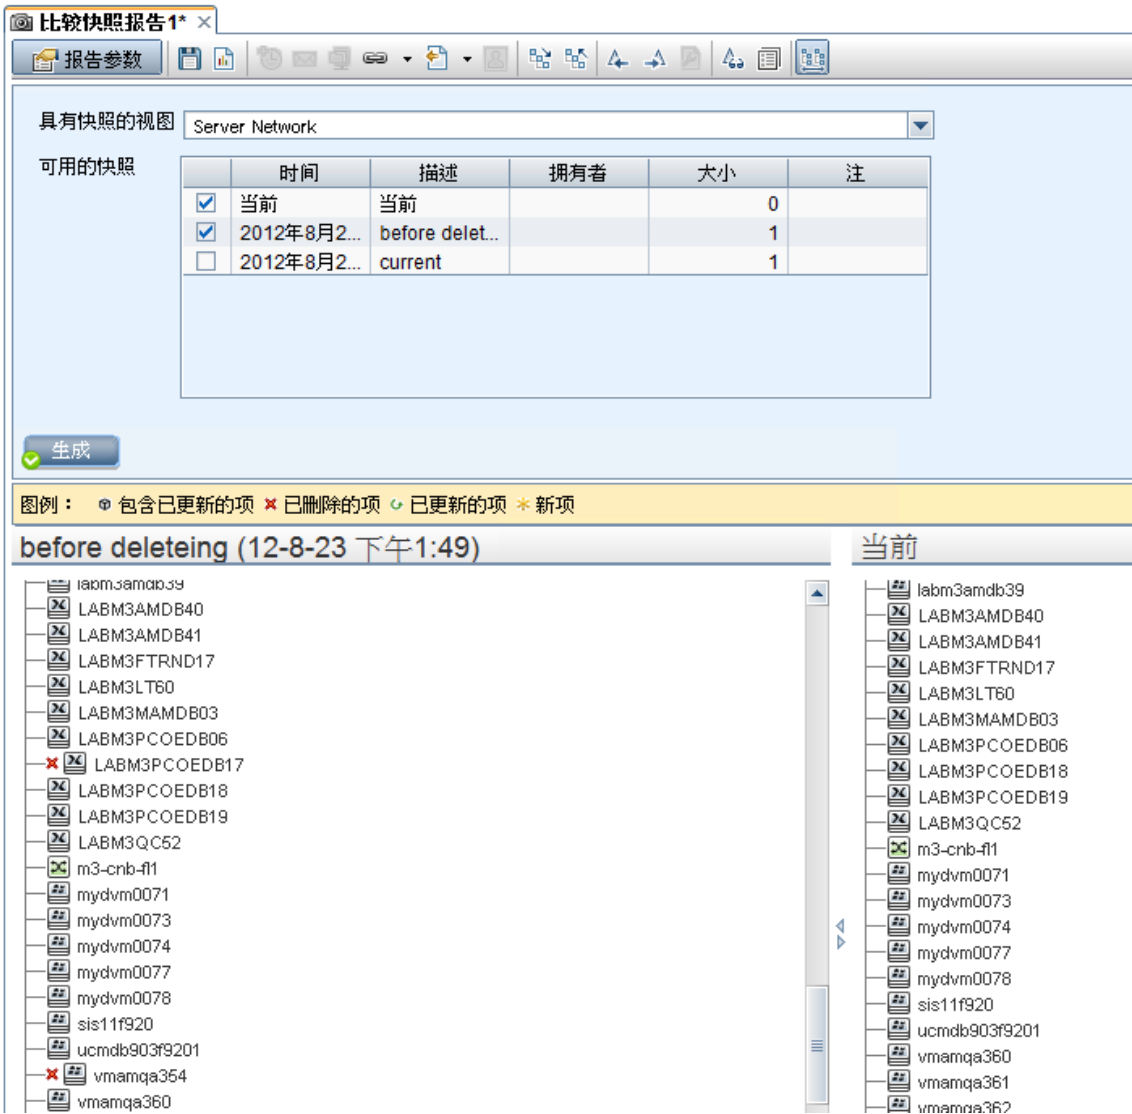 比较快照报告1*
报告参数
具有快照的视图 Server Network
可用的快照
时间 描述 拥有者 大小 注
当前 当前 0
2012年8月2... before delet... 1
2012年8月2... current 1
生成
图例： 包含已更新的项 已删除的项 已更新的项 新项
before deleteing (12-8-23 下午1:49)
labm3amdb39
LABM3AMDB40
LABM3AMDB41
LABM3FTRND17
LABM3LT60
LABM3MAMDB03
LABM3PCOEDB06
LABM3PCOEDB17
LABM3PCOEDB18
LABM3PCOEDB19
LABM3QC52
m3-cnb-fl1
mydvm0071
mydvm0073
mydvm0074
mydvm0077
mydvm0078
sis11f920
ucmdb903f9201
vmamqa354
vmamqa360
当前
labm3amdb39
LABM3AMDB40
LABM3AMDB41
LABM3FTRND17
LABM3LT60
LABM3MAMDB03
LABM3PCOEDB06
LABM3PCOEDB18
LABM3PCOEDB19
LABM3QC52
m3-cnb-fl1
mydvm0071
mydvm0073
mydvm0074
mydvm0077
mydvm0078
sis11f920
ucmdb903f9201
vmamqa360
vmamqa361
vmamqa362